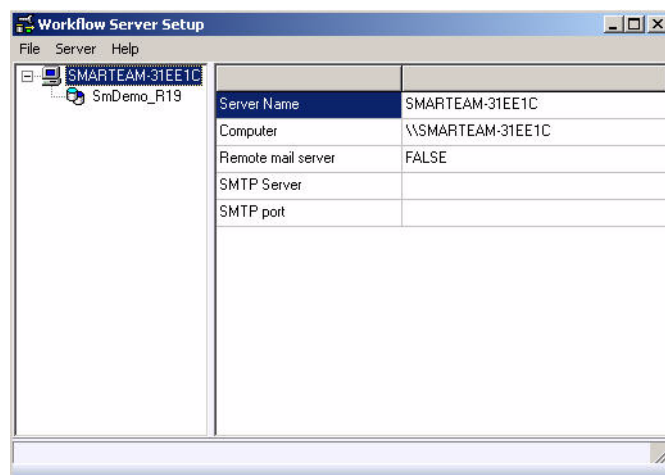 Workflow Server Setup
File Server Help
SMARTEAM-31EE1C
SmDemo_R19
Server Name SMARTEAM-31EE1C
Computer \\SMARTEAM-31EE1C
Remote mail server FALSE
SMTP Server
SMTP port